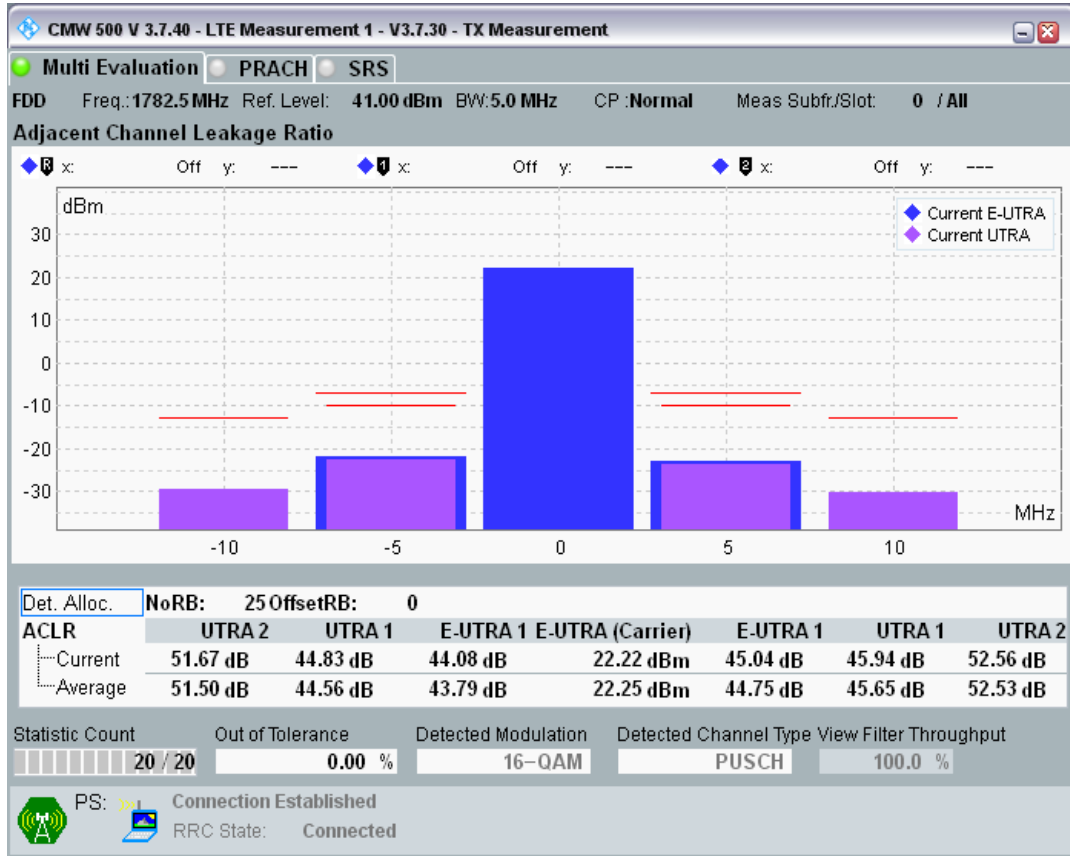 CMW 500 V 3.7.40 - LTE Measurement 1 - V3.7.30 - TX Measurement
Multi Evaluation PRACH SRS
FDD Freq.: 1782.5 MHz Ref. Level: 41.00 dBm BW: 5.0 MHz CP : Normal Meas Subfr./Slot: 0 / All
Adjacent Channel Leakage Ratio
R x: Off y: --- 1 x: Off y: --- 2 x: Off y: ---
dBm
Current E-UTRA
Current UTRA
30
20
10
0
-10
-20
-30
MHz
-10 -5 0 5 10
Det. Alloc. NoRB: 25 OffsetRB: 0
ACLR UTRA 2 UTRA 1 E-UTRA 1 E-UTRA (Carrier) E-UTRA 1 UTRA 1 UTRA 2
Current 51.67 dB 44.83 dB 44.08 dB 22.22 dBm 45.04 dB 45.94 dB 52.56 dB
Average 51.50 dB 44.56 dB 43.79 dB 22.25 dBm 44.75 dB 45.65 dB 52.53 dB
Statistic Count Out of Tolerance Detected Modulation Detected Channel Type View Filter Throughput
20 / 20 0.00 % 16-QAM PUSCH 100.0 %
PS: Connection Established
RRC State: Connected